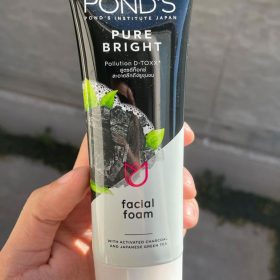 POND'S
POND'S INSTITUTE JAPAN
PURE
BRIGHT
Pollution D-TOXX
facial
foam
WITH ACTIVATED CHARCOAL
AND JAPANESE GREEN TEA